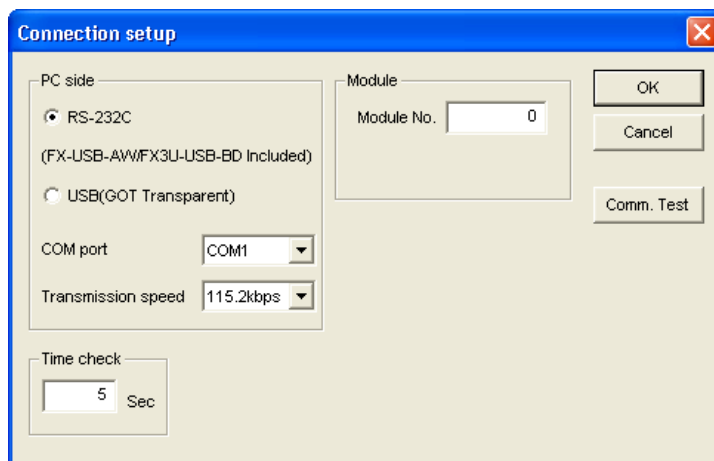 Connection setup
PC side
RS-232C
(FX-USB-AW/FX3U-USB-BD Included)
USB(GOT Transparent)
COM port
COM1
Transmission speed
115.2kbps
Time check
5
Sec
Module
Module No.
0
OK
Cancel
Comm. Test